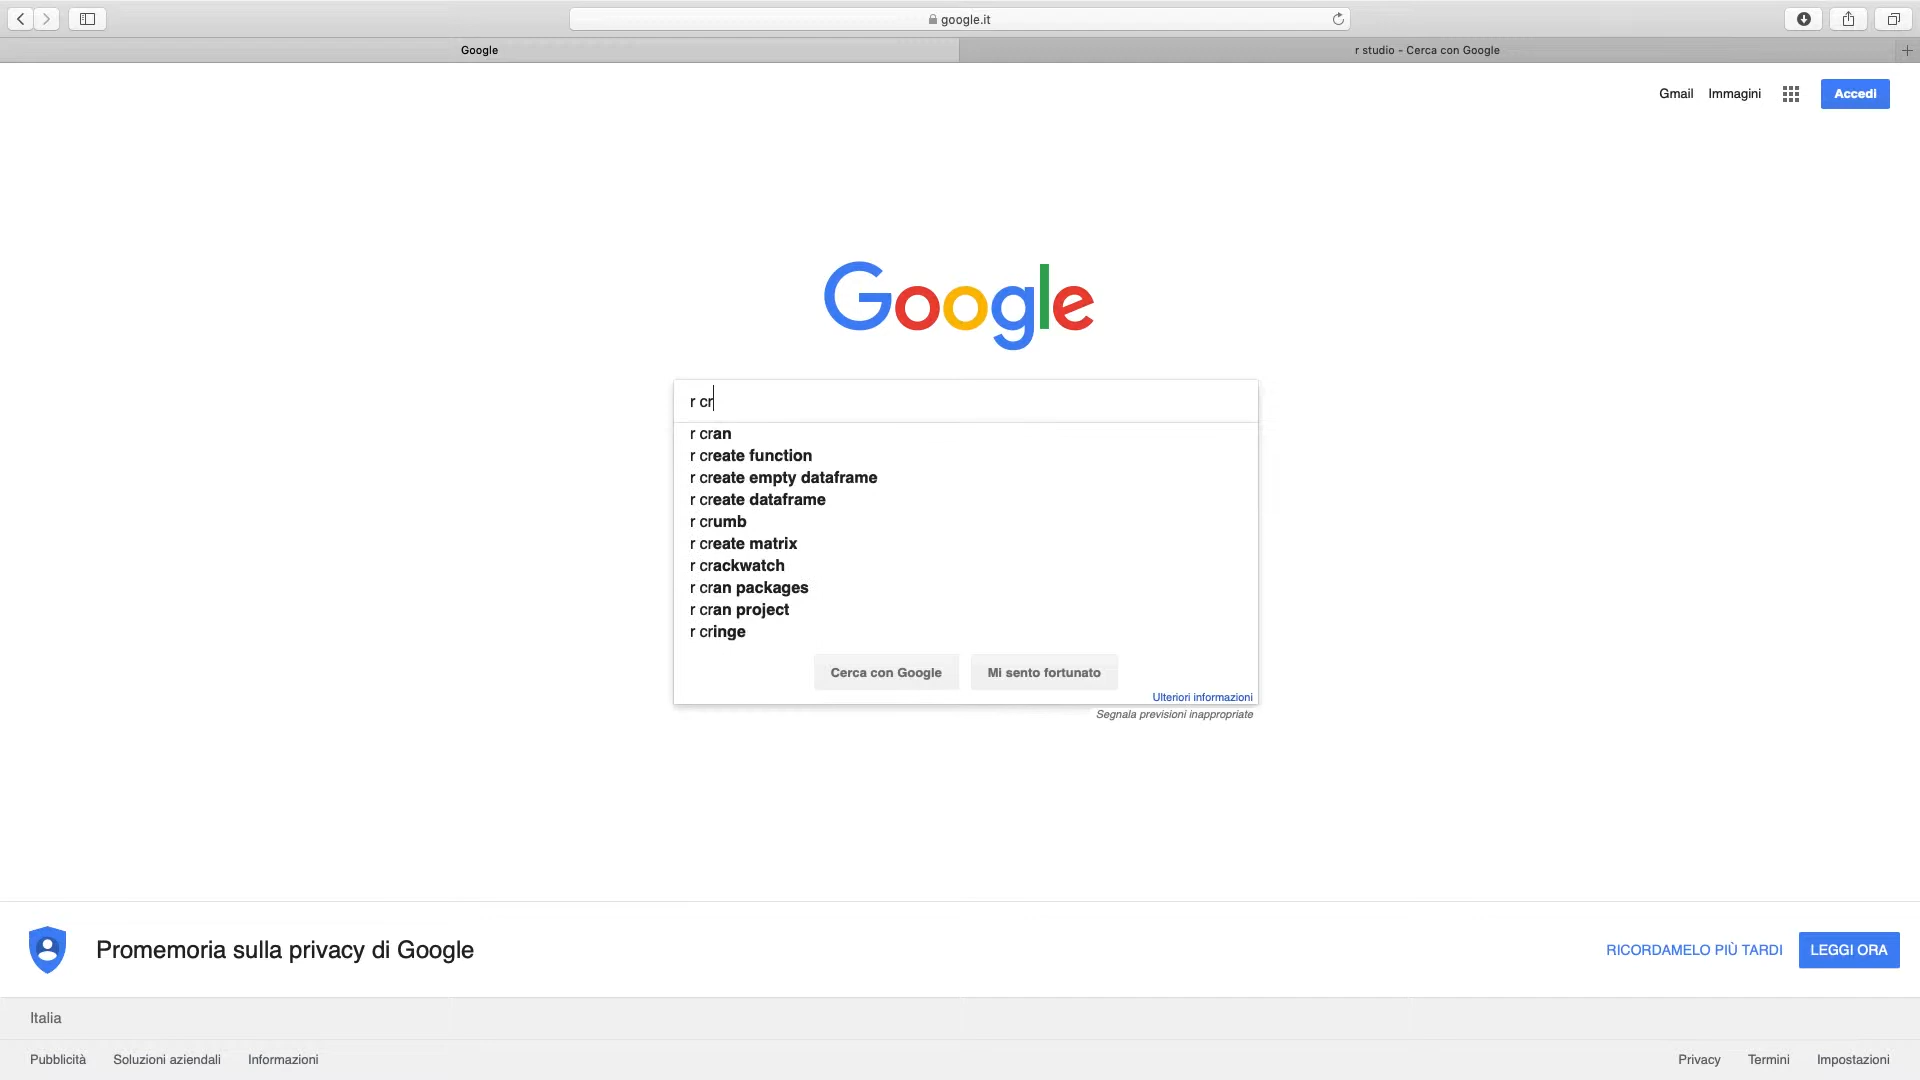 google.it
Google
r studio - Cerca con Google
Gmail Immagini Accedi
Google
r cr
r cran
r create function
r create empty dataframe
r create dataframe
r crumb
r create matrix
r crackwatch
r cran packages
r cran project
r cringe
Cerca con Google Mi sento fortunato
Ulteriori informazioni
Segnala previsioni inappropriate
Promemoria sulla privacy di Google RICORDAMELO PIÙ TARDI LEGGI ORA
Italia
Pubblicità Soluzioni aziendali Informazioni Privacy Termini Impostazioni